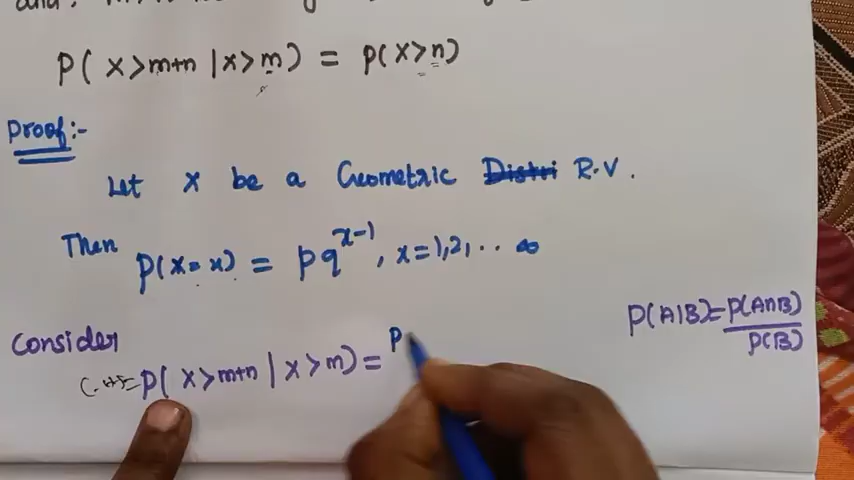 P( X>m+n | X>m ) = P(X>n)
Proof:-
Let X be a Geometric Distri R.V.
Then P(X=x) = pq^{x-1}, x=1,2,.. ∞
P(A|B)=P(A∩B)/P(B)
Consider
P( X>m+n | X>m) = P